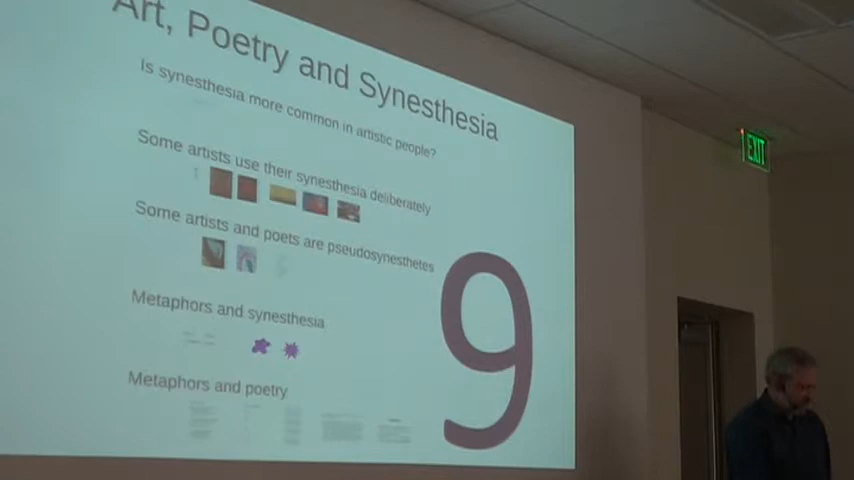 Art, Poetry and Synesthesia
Is synesthesia more common in artistic people?
Some artists use their synesthesia deliberately
Some artists and poets are pseudosynesthetes
Metaphors and synesthesia
Metaphors and poetry
9
EXIT